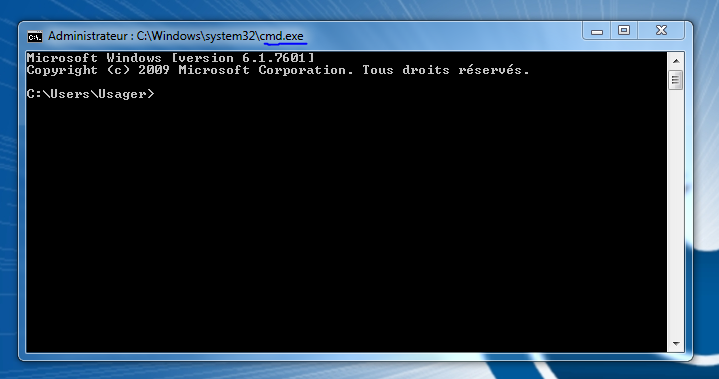 Administrateur : C:\Windows\system32\cmd.exe
Microsoft Windows [version 6.1.7601]
Copyright (c) 2009 Microsoft Corporation. Tous droits réservés.
C:\Users\Usager>